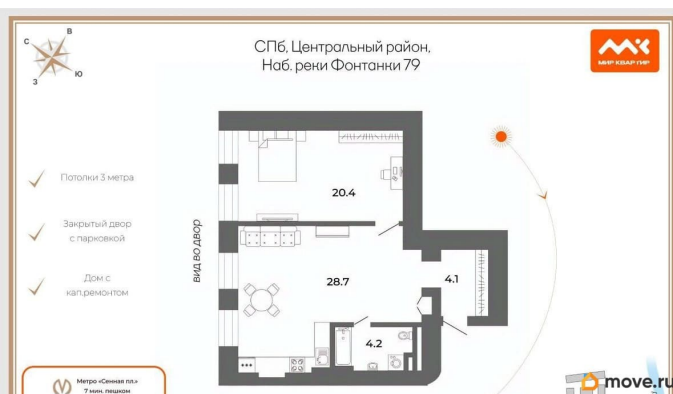 С
В
З
Ю
СПб, Центральный район,
Наб. реки Фонтанки 79
МИР КВАРТИР
Потолки 3 метра
Закрытый двор
с парковкой
Дом с
кап.ремонтом
вид во двор
20.4
28.7
4.1
4.2
Метро «Сенная пл.»
7 мин. пешком
move.ru